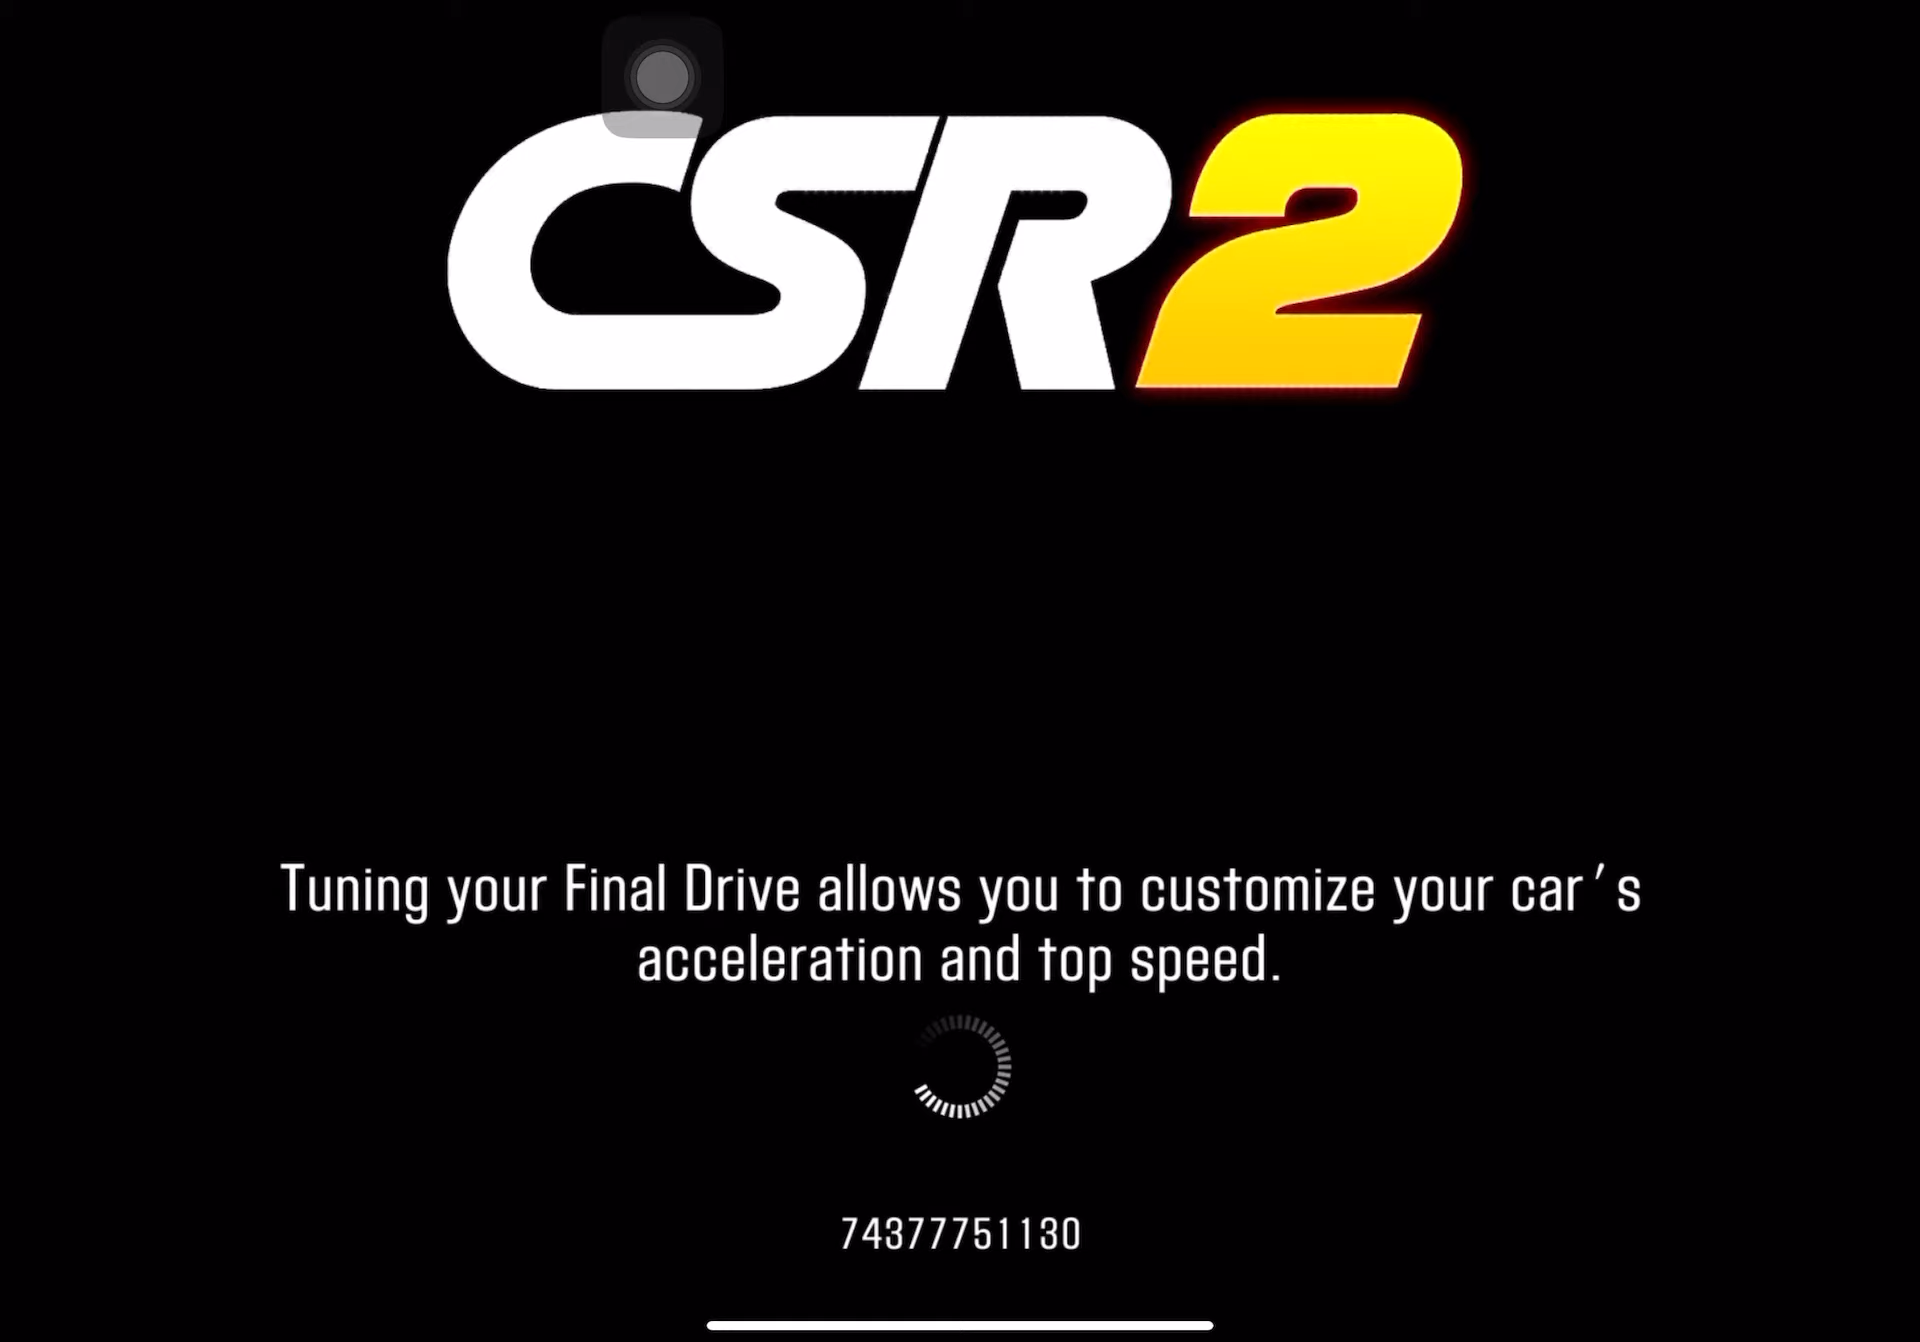 CSR2
Tuning your Final Drive allows you to customize your car's
acceleration and top speed.
74377751130